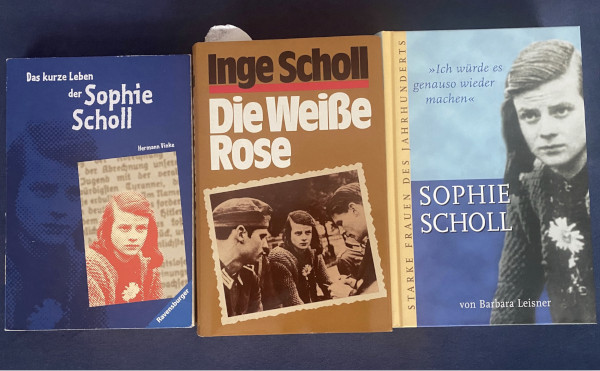 Das kurze Leben
der Sophie
Scholl
Hermann Vinke
Ravensburger
Inge Scholl
Die Weiße
Rose
STARKE FRAUEN DES JAHRHUNDERTS
»Ich würde es
genauso wieder
machen«
SOPHIE
SCHOLL
von Barbara Leisner